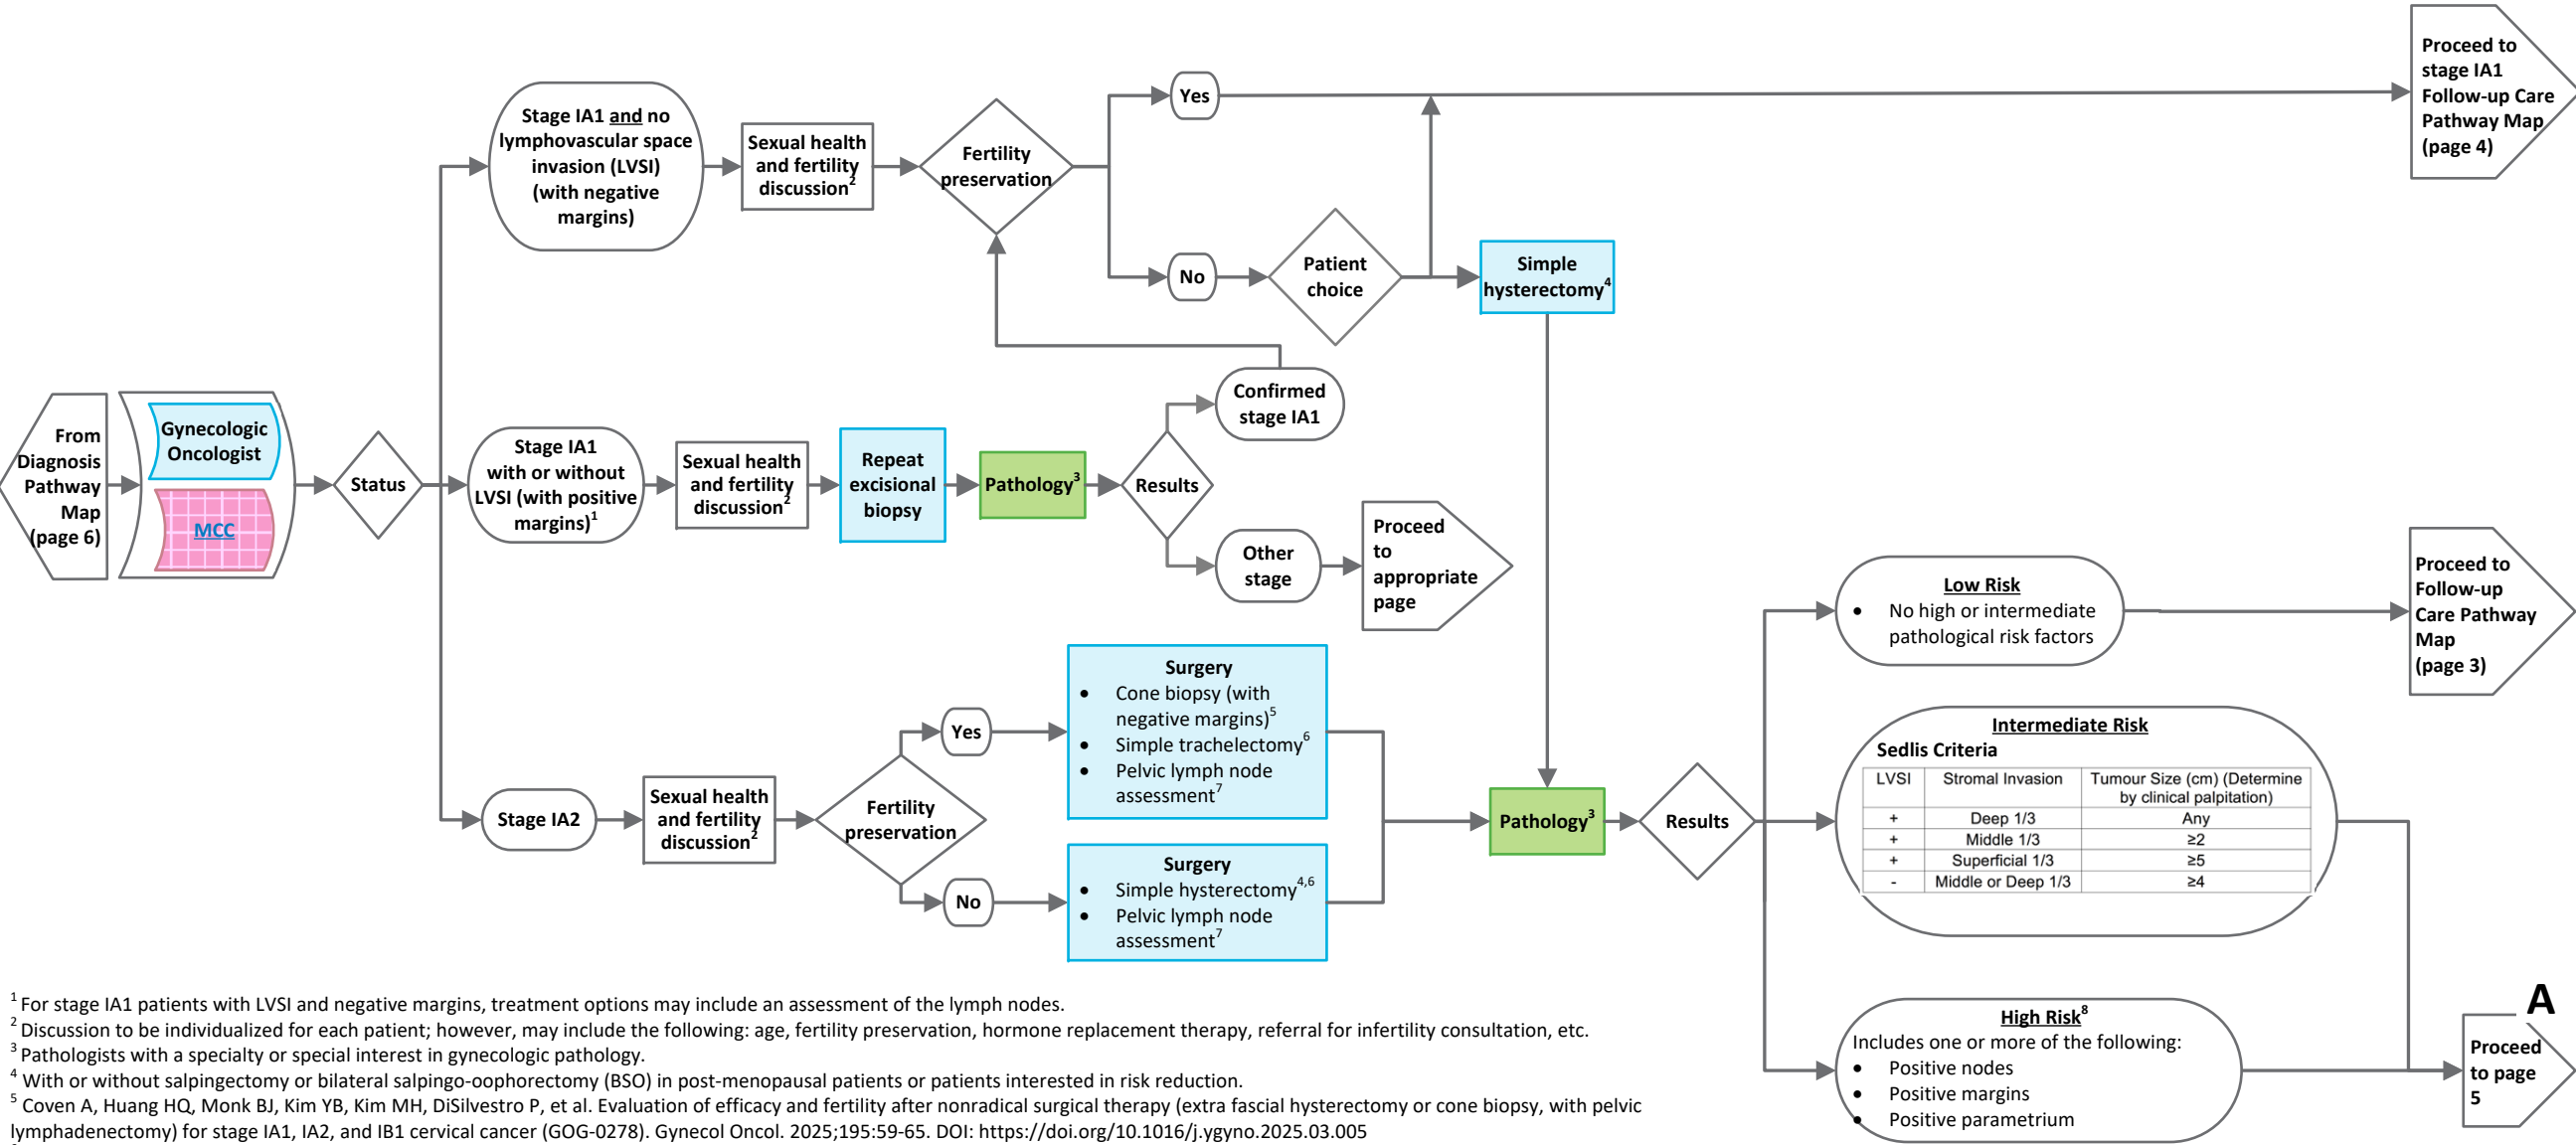 From
Diagnosis
Pathway
Map
(page 6)
Gynecologic
Oncologist
MCC
Status
Stage IA1 and no
lymphovascular space
invasion (LVSI)
(with negative
margins)
Sexual health
and fertility
discussion2
Fertility
preservation
Yes
No
Patient
choice
Simple
hysterectomy4
Proceed to
stage IA1
Follow-up Care
Pathway Map
(page 4)
Stage IA1
with or without
LVSI (with positive
margins)1
Sexual health
and fertility
discussion2
Repeat
excisional
biopsy
Pathology3
Results
Confirmed
stage IA1
Other
stage
Proceed
to
appropriate
page
Stage IA2
Sexual health
and fertility
discussion2
Fertility
preservation
Yes
No
Surgery
• Cone biopsy (with
negative margins)5
• Simple trachelectomy6
• Pelvic lymph node
assessment7
Surgery
• Simple hysterectomy4,6
• Pelvic lymph node
assessment7
Pathology3
Results
Low Risk
• No high or intermediate
pathological risk factors
Proceed to
Follow-up
Care Pathway
Map
(page 3)
Intermediate Risk
Sedlis Criteria
LVSI Stromal Invasion Tumour Size (cm) (Determine
by clinical palpitation)
+ Deep 1/3 Any
+ Middle 1/3 ≥2
+ Superficial 1/3 ≥5
- Middle or Deep 1/3 ≥4
High Risk8
Includes one or more of the following:
• Positive nodes
• Positive margins
• Positive parametrium
A
Proceed
to page
5
1 For stage IA1 patients with LVSI and negative margins, treatment options may include an assessment of the lymph nodes.
2 Discussion to be individualized for each patient; however, may include the following: age, fertility preservation, hormone replacement therapy, referral for infertility consultation, etc.
3 Pathologists with a specialty or special interest in gynecologic pathology.
4 With or without salpingectomy or bilateral salpingo-oophorectomy (BSO) in post-menopausal patients or patients interested in risk reduction.
5 Coven A, Huang HQ, Monk BJ, Kim YB, Kim MH, DiSilvestro P, et al. Evaluation of efficacy and fertility after nonradical surgical therapy (extra fascial hysterectomy or cone biopsy, with pelvic
lymphadenectomy) for stage IA1, IA2, and IB1 cervical cancer (GOG-0278). Gynecol Oncol. 2025;195:59-65. DOI: https://doi.org/10.1016/j.ygyno.2025.03.005